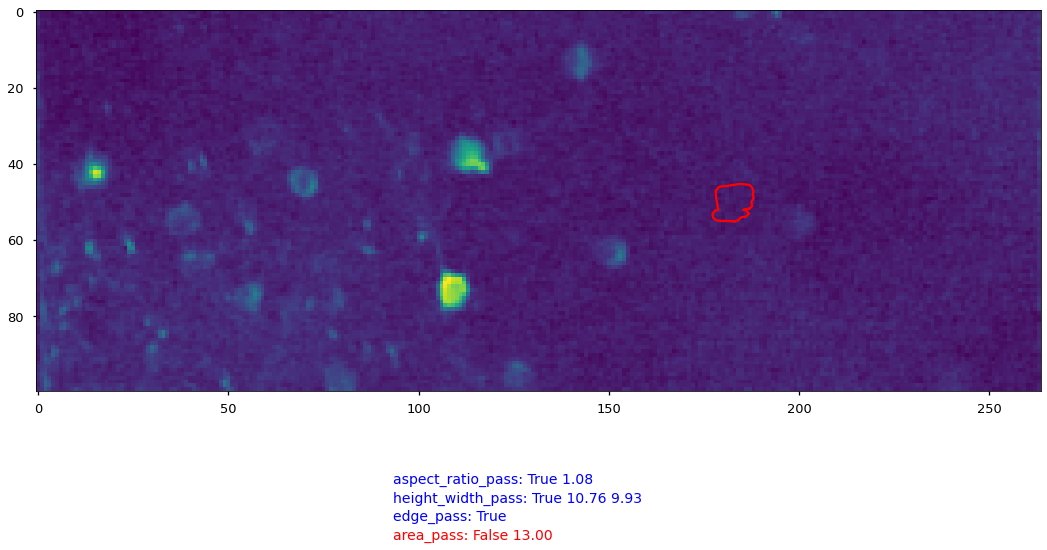 0
20
40
60
80
0 50 100 150 200 250
aspect_ratio_pass: True 1.08
height_width_pass: True 10.76 9.93
edge_pass: True
area_pass: False 13.00